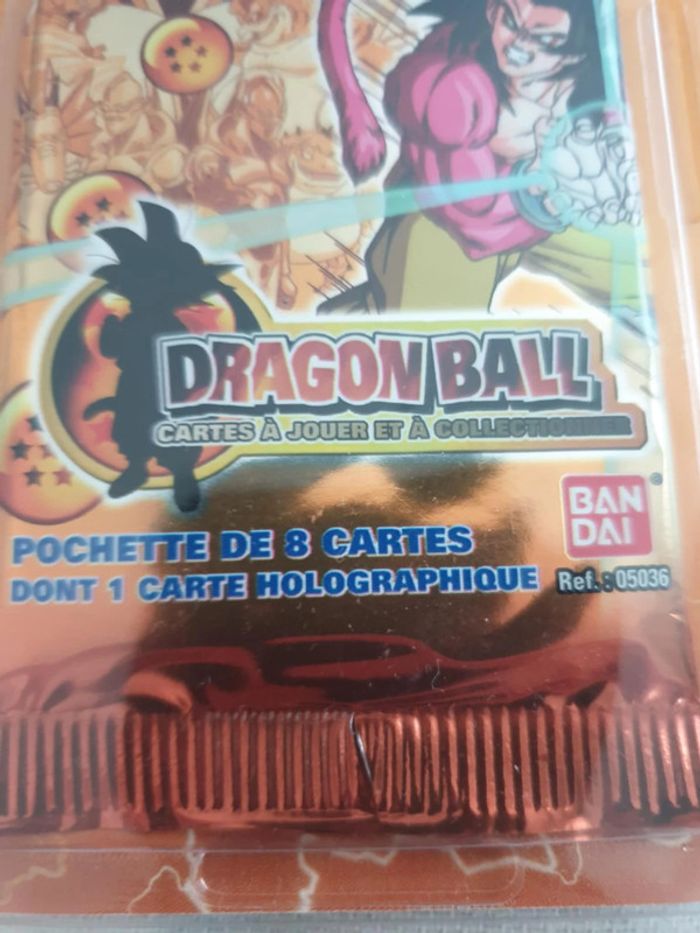 DRAGON BALL
CARTES À JOUER ET À COLLECTIONNER
BAN
DAI
POCHETTE DE 8 CARTES
DONT 1 CARTE HOLOGRAPHIQUE
Ref. : 05036